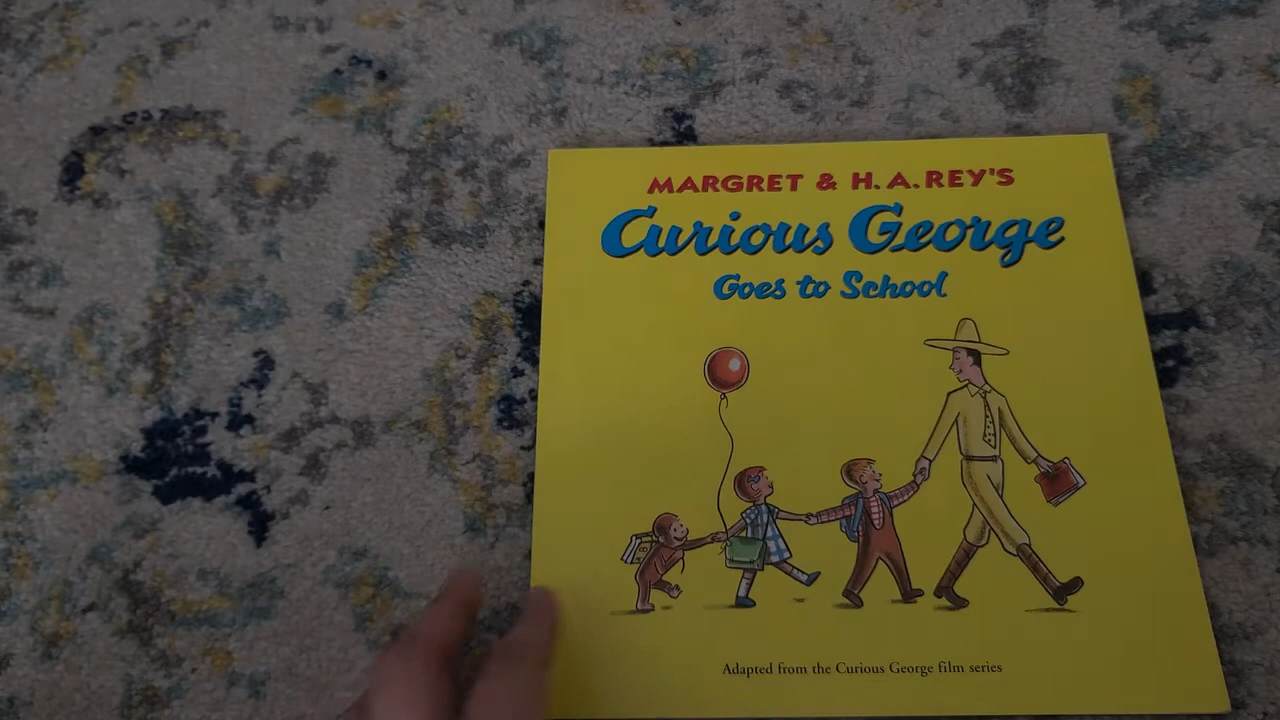 MARGRET & H. A. REY'S
Curious George
Goes to School
Adapted from the Curious George film series